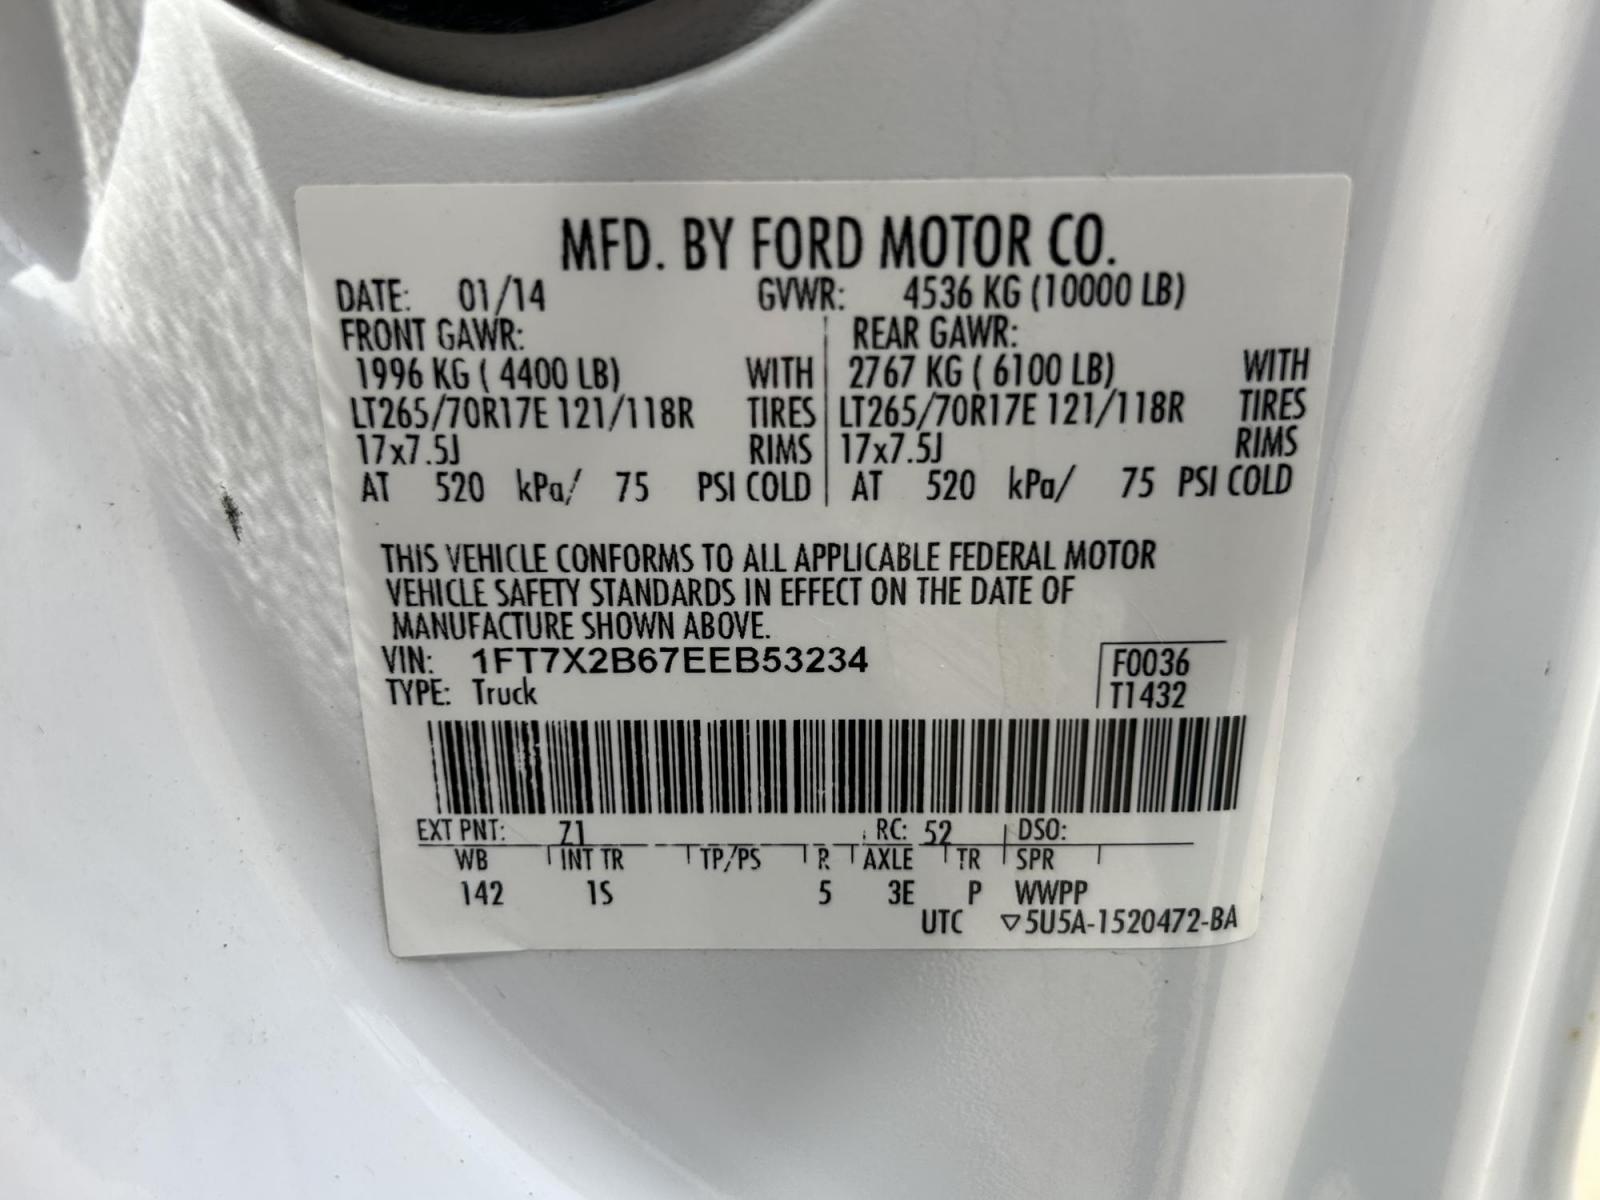 MFD. BY FORD MOTOR CO.
DATE: 01/14 GVWR: 4536 KG (10000 LB)
FRONT GAWR: REAR GAWR:
1996 KG ( 4400 LB) WITH 2767 KG ( 6100 LB) WITH
LT265/70R17E 121/118R TIRES LT265/70R17E 121/118R TIRES
17x7.5J RIMS 17x7.5J RIMS
AT 520 kPa/ 75 PSI COLD AT 520 kPa/ 75 PSI COLD
THIS VEHICLE CONFORMS TO ALL APPLICABLE FEDERAL MOTOR
VEHICLE SAFETY STANDARDS IN EFFECT ON THE DATE OF
MANUFACTURE SHOWN ABOVE.
VIN: 1FT7X2B67EEB53234 F0036
TYPE: Truck T1432
EXT PNT: Z1 RC: 52 DSO:
WB INT TR TP/PS R AXLE TR SPR
142 1S 5 3E P WWPP
UTC ▽5U5A-1520472-BA